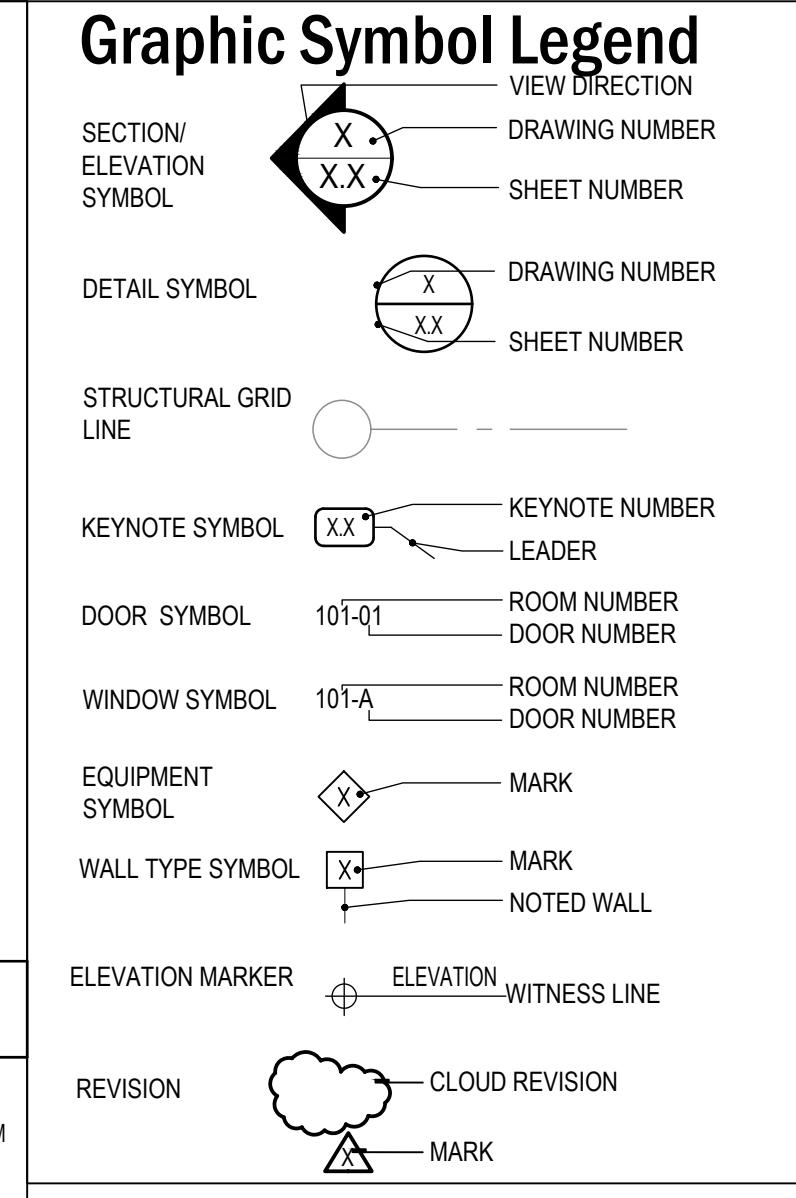 Graphic Symbol Legend
SECTION/
ELEVATION
SYMBOL
X
X.X
VIEW DIRECTION
DRAWING NUMBER
SHEET NUMBER
DETAIL SYMBOL
X
X.X
DRAWING NUMBER
SHEET NUMBER
STRUCTURAL GRID
LINE
KEYNOTE SYMBOL
X.X
KEYNOTE NUMBER
LEADER
DOOR SYMBOL
101-01
ROOM NUMBER
DOOR NUMBER
WINDOW SYMBOL
101-A
ROOM NUMBER
DOOR NUMBER
EQUIPMENT
SYMBOL
X
MARK
WALL TYPE SYMBOL
X
MARK
NOTED WALL
ELEVATION MARKER
ELEVATION
WITNESS LINE
REVISION
CLOUD REVISION
X
MARK